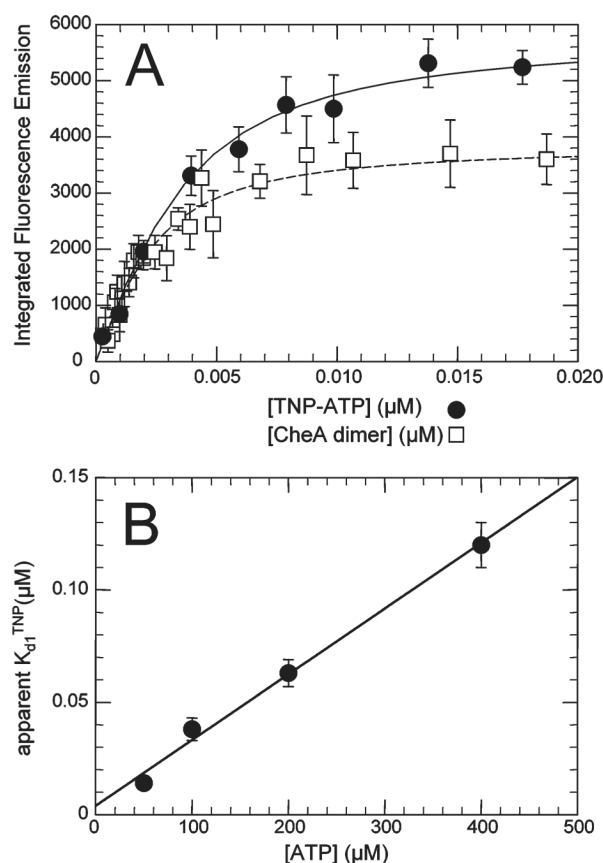 A
Integrated Fluorescence Emission
6000
5000
4000
3000
2000
1000
0
0 0.005 0.010 0.015 0.020
[TNP-ATP] (µM) ●
[CheA dimer] (µM) □
B
apparent K_d1^TNP (µM)
0.15
0.10
0.05
0
0 100 200 300 400 500
[ATP] (µM)